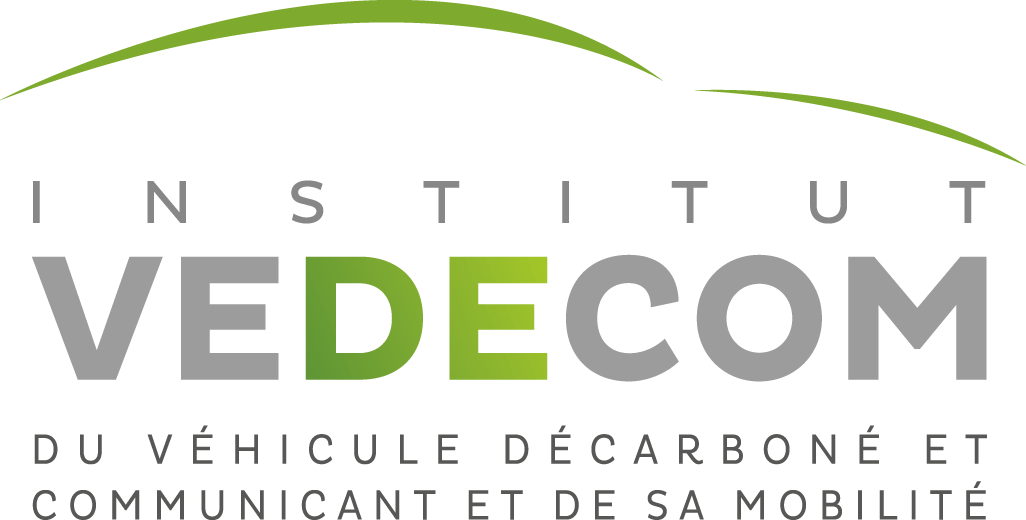 INSTITUT
VEDECOM
DU VÉHICULE DÉCARBONÉ ET
COMMUNICANT ET DE SA MOBILITÉ